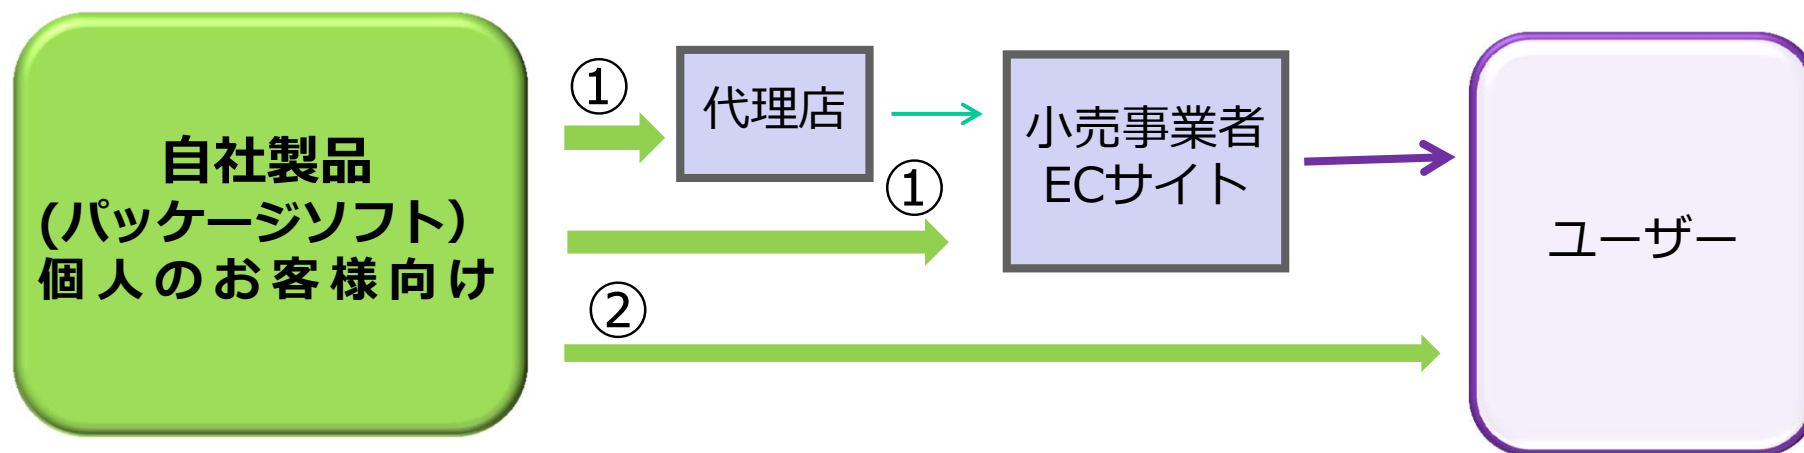 自社製品
(パッケージソフト）
個人のお客様向け
①
代理店
①
小売事業者
ECサイト
②
ユーザー